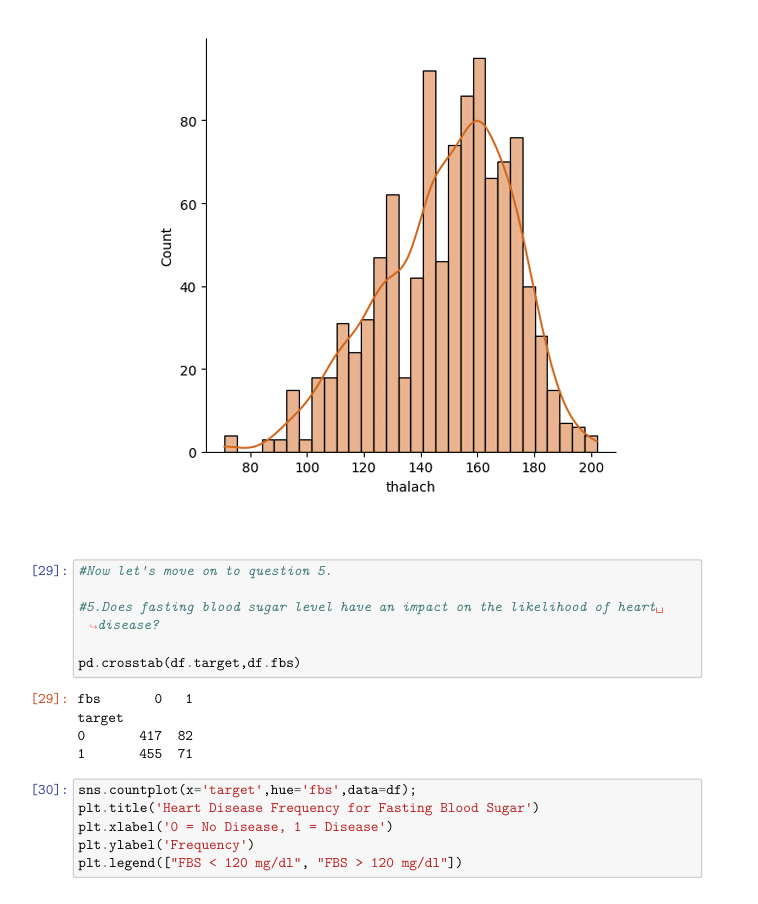 80
60
40
20
0
Count
80 100 120 140 160 180 200
thalach
[29]: #Now let's move on to question 5.
#5.Does fasting blood sugar level have an impact on the likelihood of heart␣
↪disease?
pd.crosstab(df.target,df.fbs)
[29]: fbs 0 1
target
0 417 82
1 455 71
[30]: sns.countplot(x='target',hue='fbs',data=df);
plt.title('Heart Disease Frequency for Fasting Blood Sugar')
plt.xlabel('0 = No Disease, 1 = Disease')
plt.ylabel('Frequency')
plt.legend(["FBS < 120 mg/dl", "FBS > 120 mg/dl"])